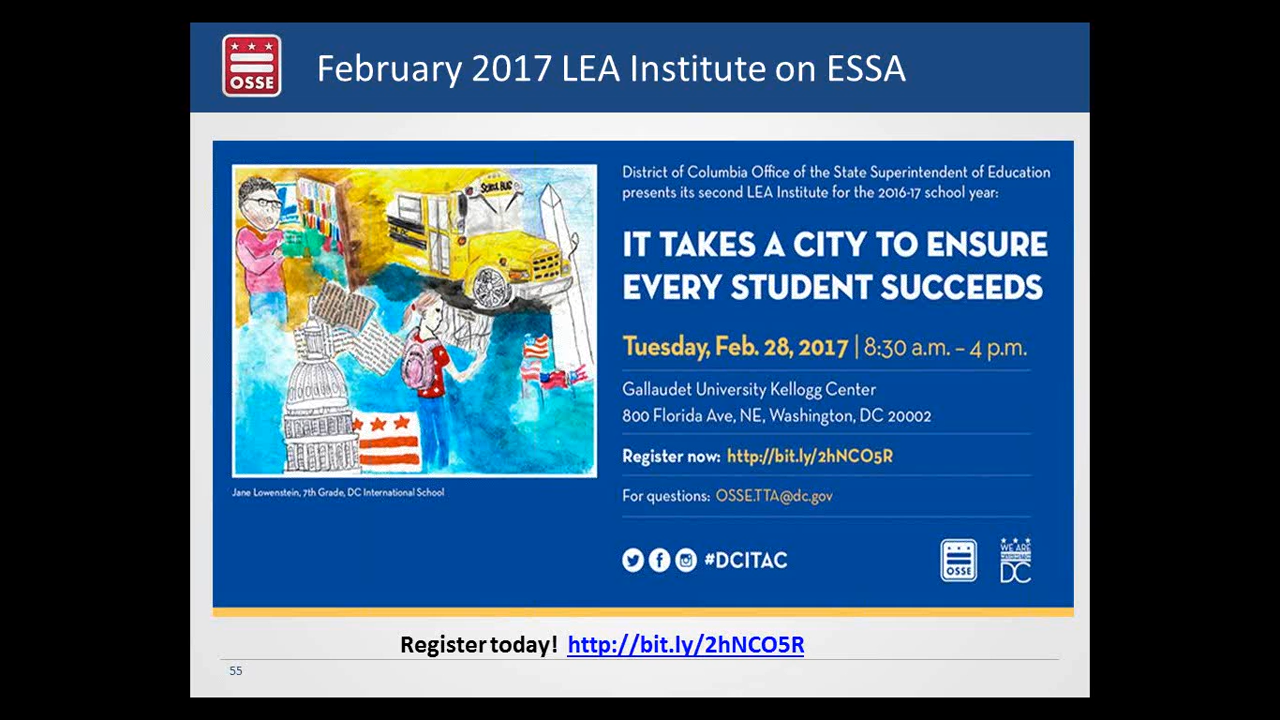 OSSE
February 2017 LEA Institute on ESSA
SCHOOL BUS
Jane Lowenstein, 7th Grade, DC International School
District of Columbia Office of the State Superintendent of Education
presents its second LEA Institute for the 2016-17 school year:
IT TAKES A CITY TO ENSURE
EVERY STUDENT SUCCEEDS
Tuesday, Feb. 28, 2017 | 8:30 a.m. – 4 p.m.
Gallaudet University Kellogg Center
800 Florida Ave, NE, Washington, DC 20002
Register now: http://bit.ly/2hNCO5R
For questions: OSSE.TTA@dc.gov
#DCITAC
OSSE
WE ARE
WASHINGTON
DC
Register today! http://bit.ly/2hNCO5R
55